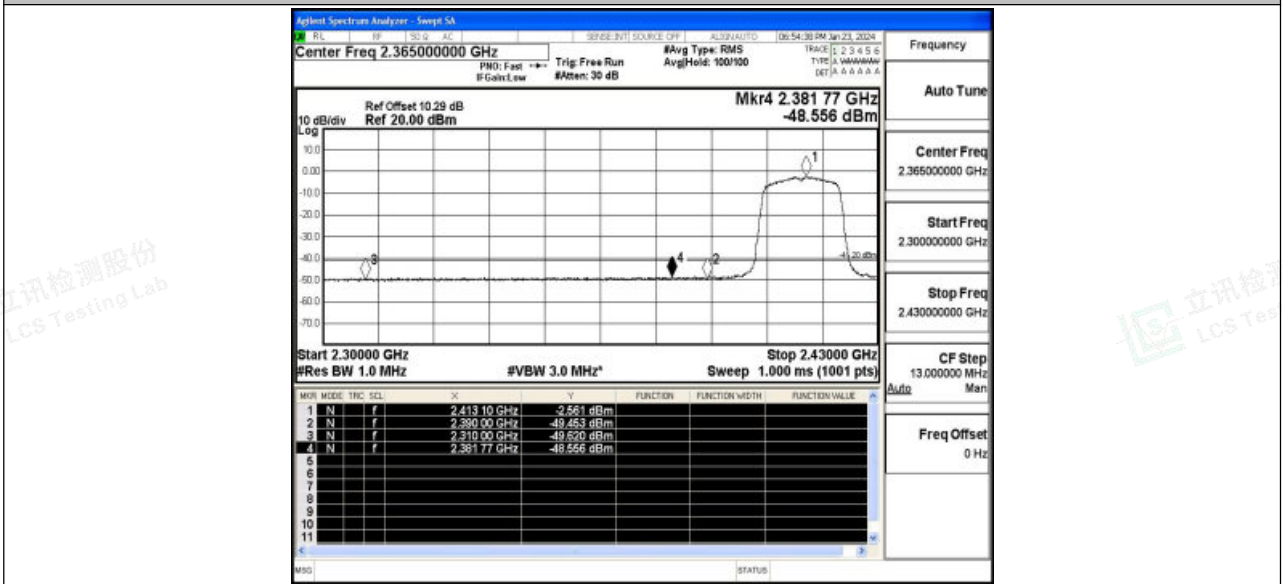 Agilent Spectrum Analyzer - Swept SA
RL RF 50 Ω AC SENSE:INT SOURCE OFF ALIGNAUTO 06:54:38 PM Jan 23, 2024
Center Freq 2.365000000 GHz
PNO: Fast
IFGain:Low
Trig: Free Run
#Atten: 30 dB
#Avg Type: RMS
Avg|Hold: 100/100
TRACE 1 2 3 4 5 6
TYPE A WWWWW
DET A A A A A A
Frequency
Auto Tune
Center Freq
2.365000000 GHz
Start Freq
2.300000000 GHz
Stop Freq
2.430000000 GHz
CF Step
13.000000 MHz
Auto Man
Freq Offset
0 Hz
Ref Offset 10.29 dB
10 dB/div Ref 20.00 dBm
Log
Mkr4 2.381 77 GHz
-48.556 dBm
10.0
0.00
-10.0
-20.0
-30.0
-40.0
-50.0
-60.0
-70.0
1
2
3
4
Start 2.30000 GHz Stop 2.43000 GHz
#Res BW 1.0 MHz #VBW 3.0 MHz* Sweep 1.000 ms (1001 pts)
MKR MODE TRC SCL X Y FUNCTION FUNCTION WIDTH FUNCTION VALUE
1 N f 2.413 10 GHz -2.561 dBm
2 N f 2.390 00 GHz -49.453 dBm
3 N f 2.310 00 GHz -49.620 dBm
4 N f 2.381 77 GHz -48.556 dBm
5
6
7
8
9
10
11
MSG STATUS
立讯检测股份
LCS Testing Lab
立讯检
LCS Tes